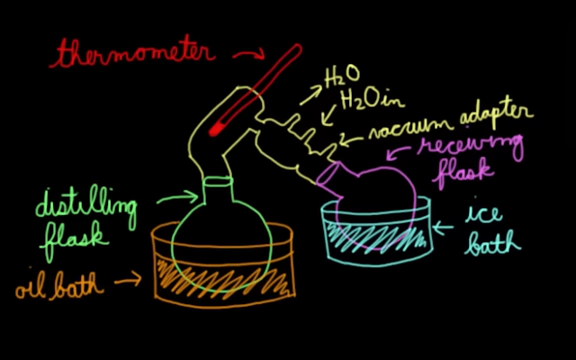 thermometer
H2O
H2O in
vacuum adapter
receiving
flask
distilling
flask
ice
bath
oil bath